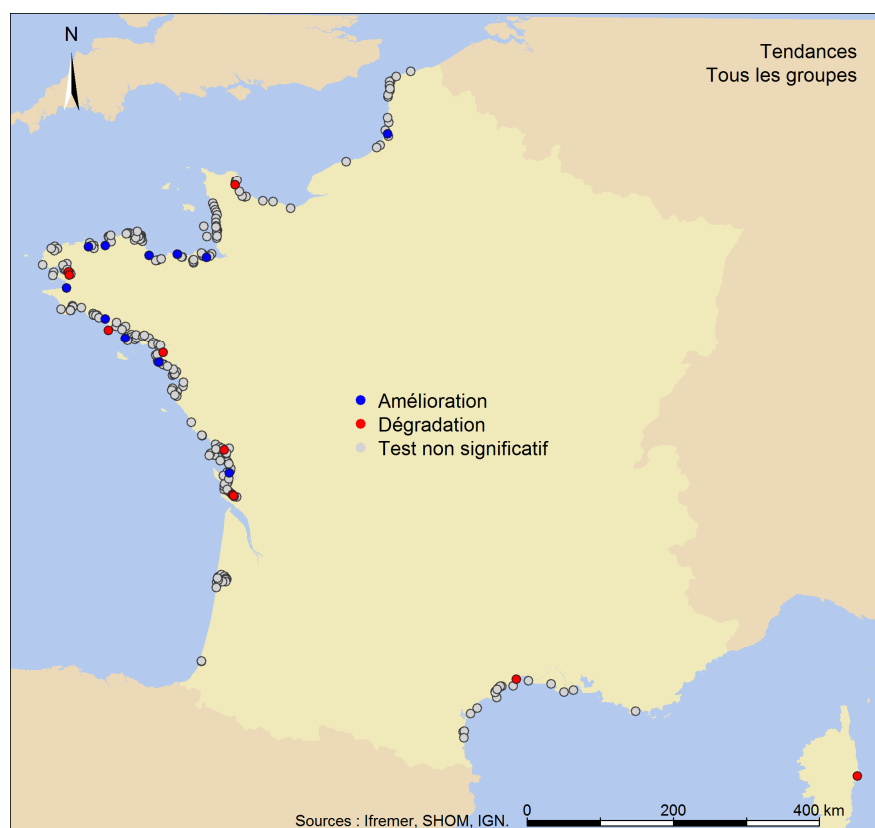 N
Tendances
Tous les groupes
Amélioration
Dégradation
Test non significatif
0 200 400 km
Sources : Ifremer, SHOM, IGN.